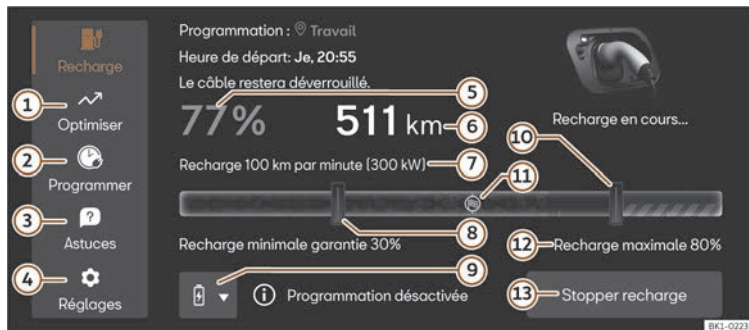 Recharge
1
Optimiser
2
Programmer
3
Astuces
4
Réglages
Programmation : Travail
Heure de départ: Je, 20:55
Le câble restera déverrouillé.
5
77%
511 km
6
Recharge en cours...
10
Recharge 100 km par minute (300 kW)
7
11
8
Recharge minimale garantie 30%
12
Recharge maximale 80%
9
Programmation désactivée
13
Stopper recharge
BK1-0223